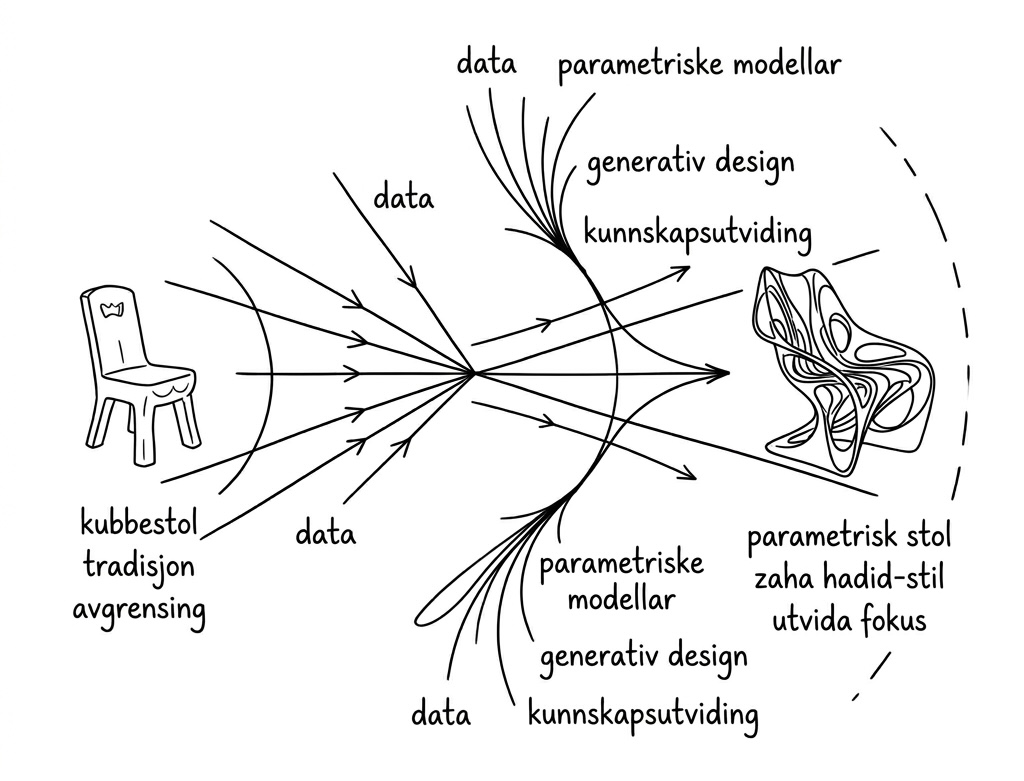 data
parametriske modellar
generativ design
data
kunnskapsutviding
kubbestol
tradisjon
avgrensing
data
parametriske
modellar
generativ design
data
kunnskapsutviding
parametrisk stol
zaha hadid-stil
utvida fokus